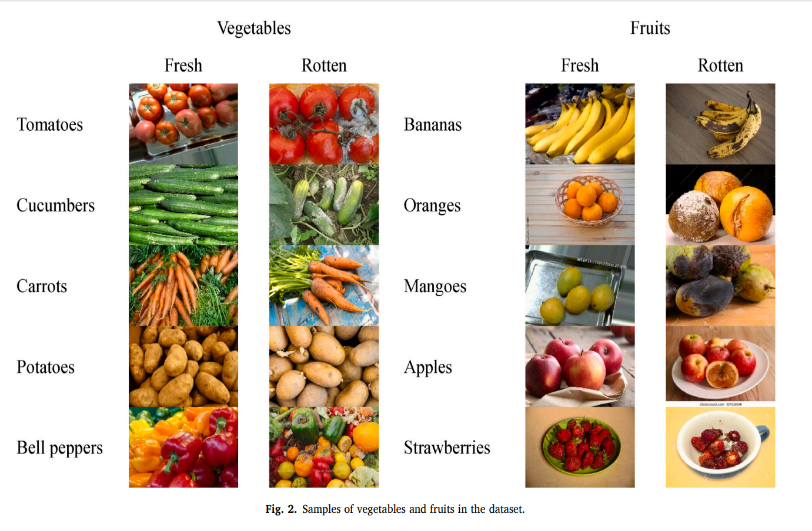 Vegetables Fruits
Fresh Rotten Fresh Rotten
Tomatoes Bananas
Cucumbers Oranges
Carrots Mangoes
Potatoes Apples
Bell peppers Strawberries
Fig. 2. Samples of vegetables and fruits in the dataset.